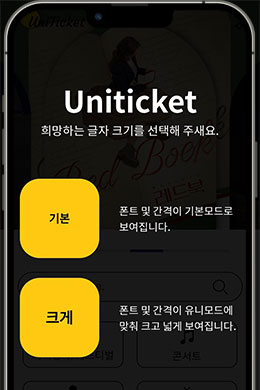 UniTicket
Uniticket
희망하는 글자 크기를 선택해 주새요.
기본
폰트 및 간격이 기본모드로
보여집니다.
크게
폰트 및 간격이 유니모드에
맞춰 크고 넓게 보여집니다.
콘서트